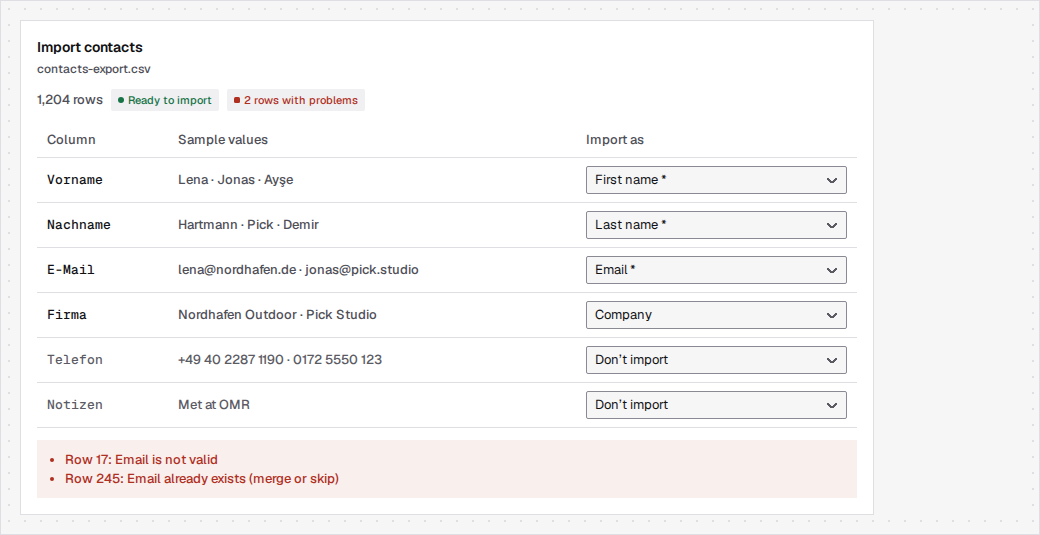 Import contacts
contacts-export.csv
1,204 rows Ready to import 2 rows with problems
Column Sample values Import as
Vorname Lena · Jonas · Ayşe First name *
Nachname Hartmann · Pick · Demir Last name *
E-Mail lena@nordhafen.de · jonas@pick.studio Email *
Firma Nordhafen Outdoor · Pick Studio Company
Telefon +49 40 2287 1190 · 0172 5550 123 Don’t import
Notizen Met at OMR Don’t import
• Row 17: Email is not valid
• Row 245: Email already exists (merge or skip)